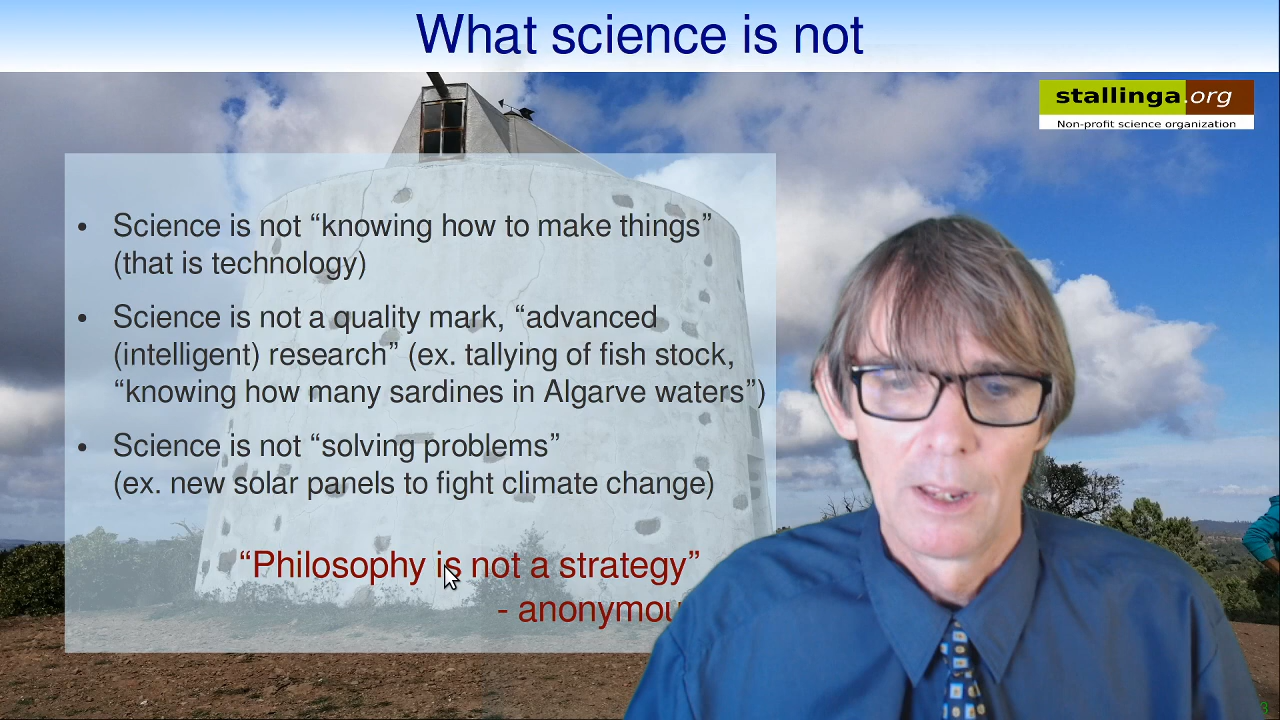 What science is not
stallinga.org
Non-profit science organization
• Science is not “knowing how to make things”
(that is technology)
• Science is not a quality mark, “advanced
(intelligent) research” (ex. tallying of fish stock,
“knowing how many sardines in Algarve waters”)
• Science is not “solving problems”
(ex. new solar panels to fight climate change)
“Philosophy is not a strategy”
- anonymou
3